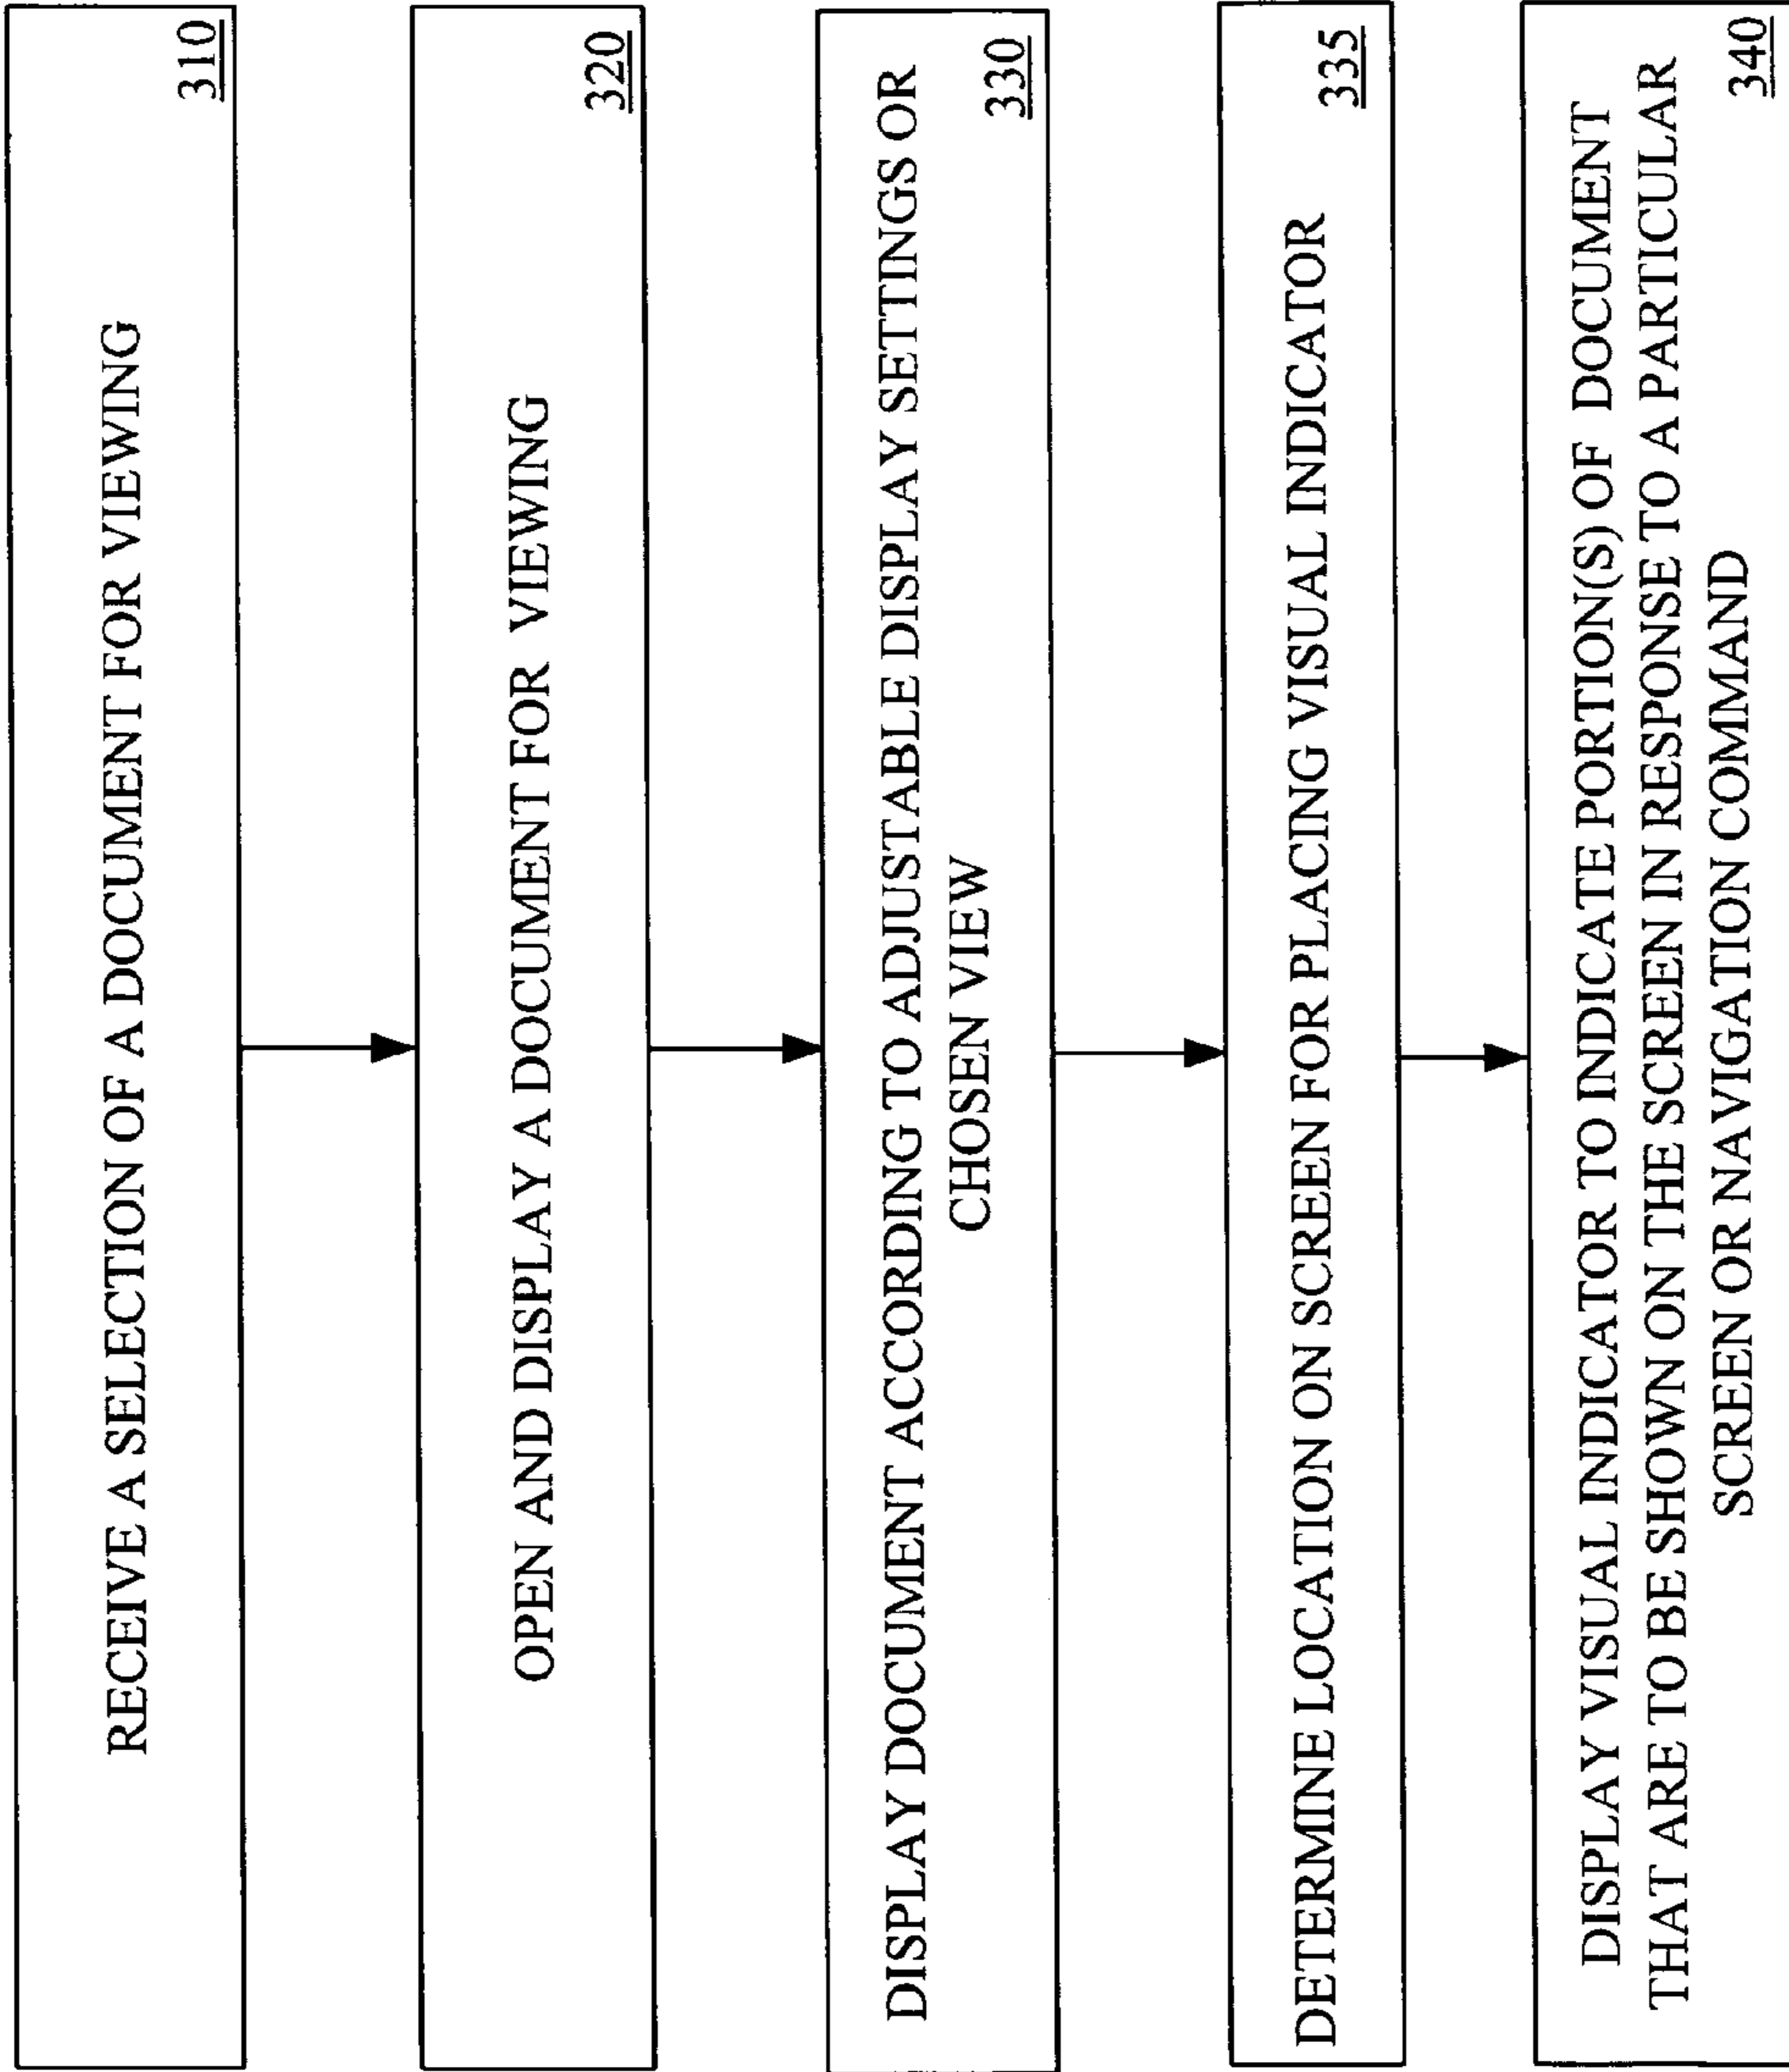 RECEIVE A SELECTION OF A DOCUMENT FOR VIEWING
310
OPEN AND DISPLAY A DOCUMENT FOR VIEWING
320
DISPLAY DOCUMENT ACCORDING TO ADJUSTABLE DISPLAY SETTINGS OR
CHOSEN VIEW
330
DETERMINE LOCATION ON SCREEN FOR PLACING VISUAL INDICATOR
335
DISPLAY VISUAL INDICATOR TO INDICATE PORTION(S) OF DOCUMENT
THAT ARE TO BE SHOWN ON THE SCREEN IN RESPONSE TO A PARTICULAR
SCREEN OR NAVIGATION COMMAND
340